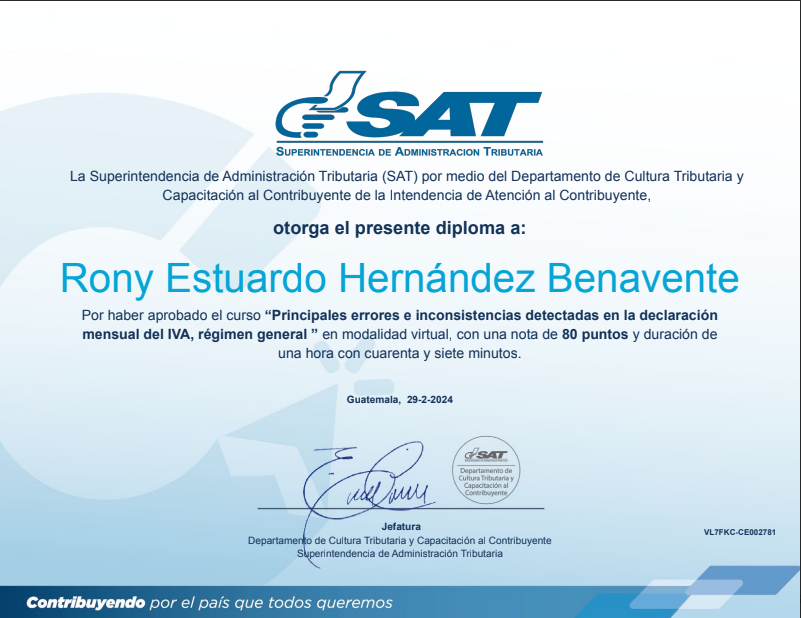 SAT
SUPERINTENDENCIA DE ADMINISTRACION TRIBUTARIA
La Superintendencia de Administración Tributaria (SAT) por medio del Departamento de Cultura Tributaria y
Capacitación al Contribuyente de la Intendencia de Atención al Contribuyente,
otorga el presente diploma a:
Rony Estuardo Hernández Benavente
Por haber aprobado el curso “Principales errores e inconsistencias detectadas en la declaración
mensual del IVA, régimen general ” en modalidad virtual, con una nota de 80 puntos y duración de
una hora con cuarenta y siete minutos.
Guatemala, 29-2-2024
SAT
Departamento de
Cultura Tributaria y
Capacitación al
Contribuyente
Jefatura
Departamento de Cultura Tributaria y Capacitación al Contribuyente
Superintendencia de Administración Tributaria
VL7FKC-CE002781
Contribuyendo por el país que todos queremos